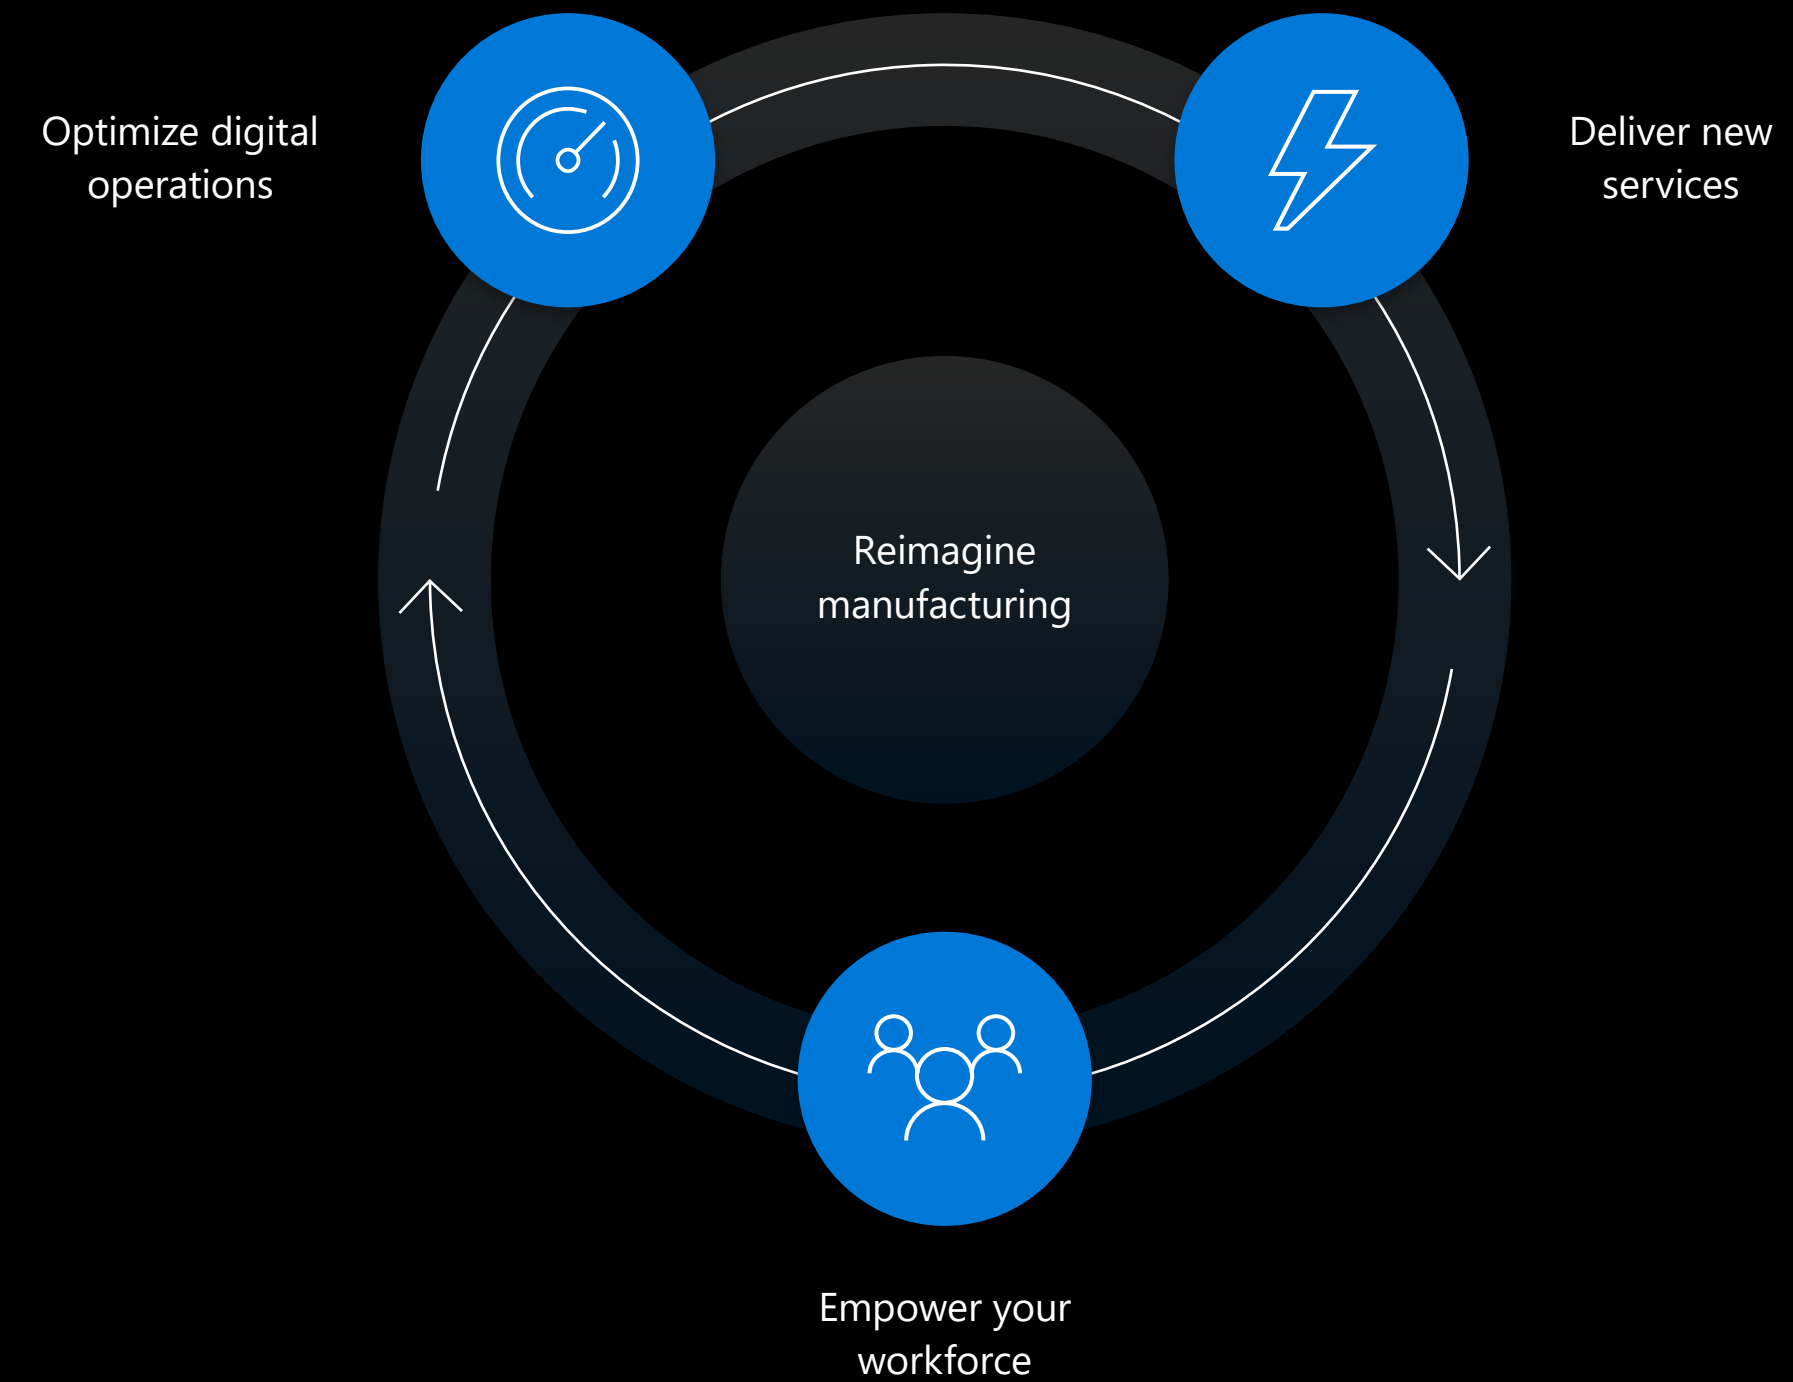 Optimize digital
operations
Deliver new
services
Reimagine
manufacturing
Empower your
workforce